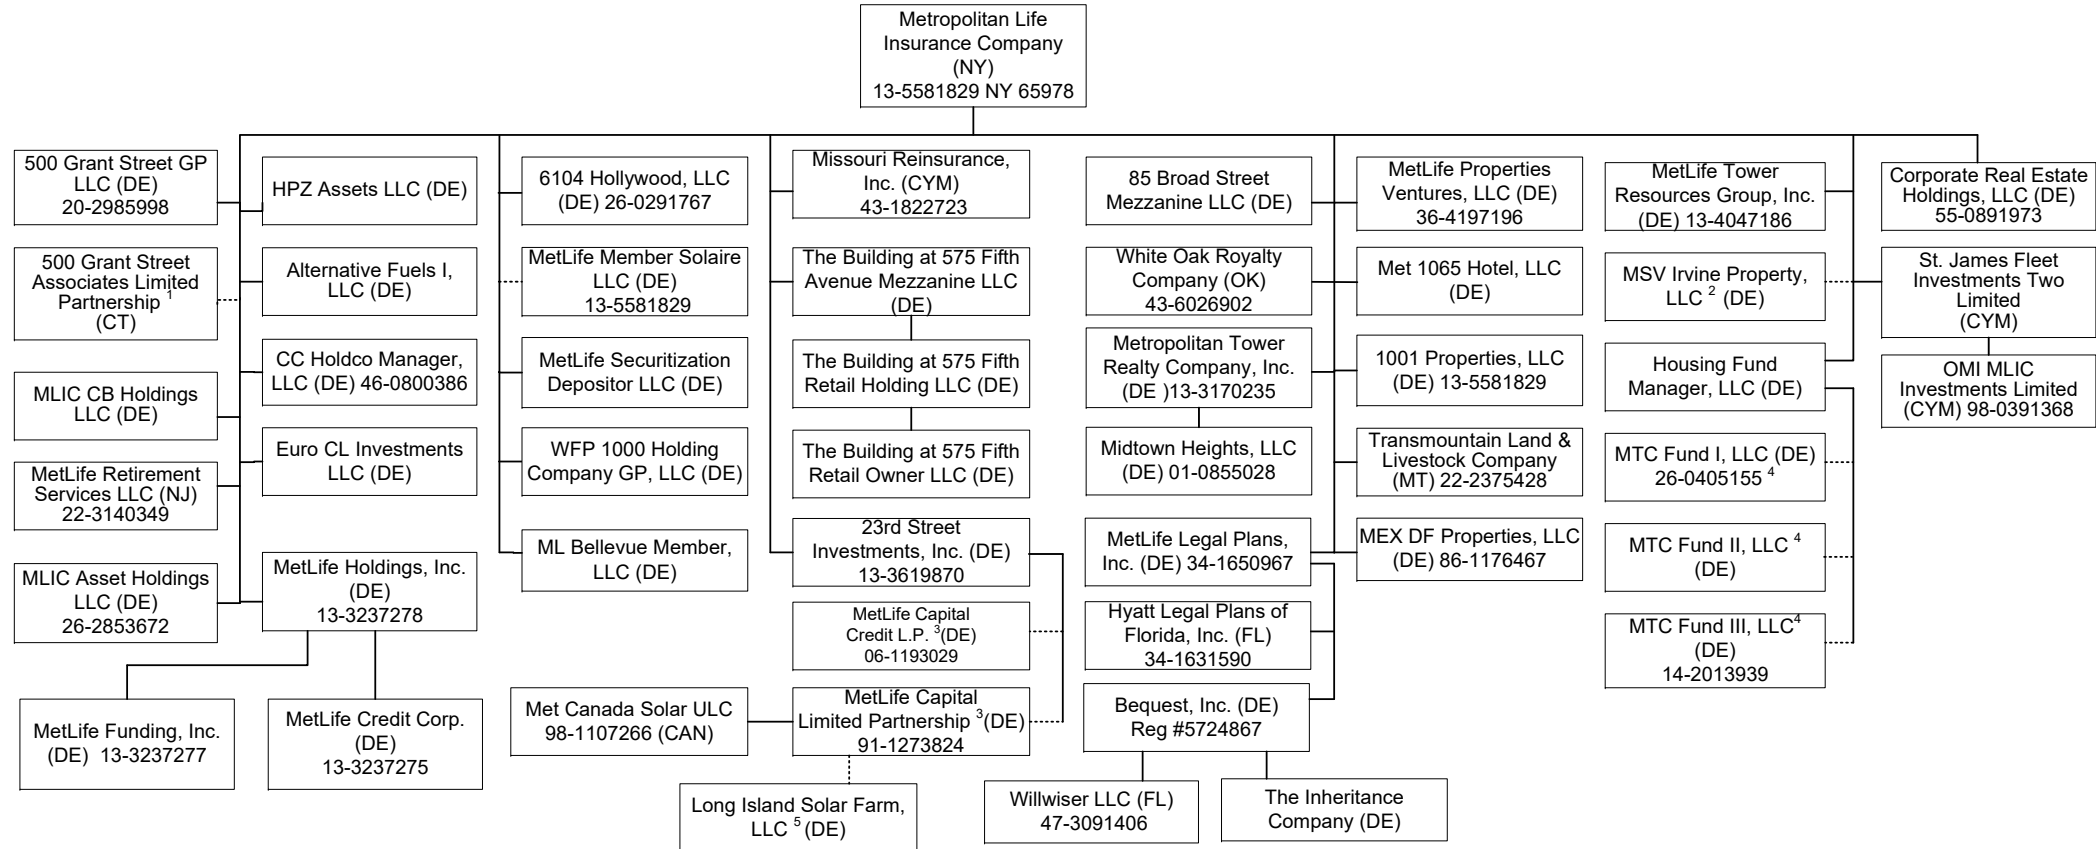 Metropolitan Life
Insurance Company
(NY)
13-5581829 NY 65978
500 Grant Street GP
LLC (DE)
20-2985998
500 Grant Street
Associates Limited
Partnership 1
(CT)
MLIC CB Holdings
LLC (DE)
MetLife Retirement
Services LLC (NJ)
22-3140349
MLIC Asset Holdings
LLC (DE)
26-2853672
HPZ Assets LLC (DE)
Alternative Fuels I,
LLC (DE)
CC Holdco Manager,
LLC (DE) 46-0800386
Euro CL Investments
LLC (DE)
MetLife Holdings, Inc.
(DE)
13-3237278
MetLife Funding, Inc.
(DE) 13-3237277
MetLife Credit Corp.
(DE)
13-3237275
6104 Hollywood, LLC
(DE) 26-0291767
MetLife Member Solaire
LLC (DE)
13-5581829
MetLife Securitization
Depositor LLC (DE)
WFP 1000 Holding
Company GP, LLC (DE)
ML Bellevue Member,
LLC (DE)
Missouri Reinsurance,
Inc. (CYM)
43-1822723
The Building at 575 Fifth
Avenue Mezzanine LLC
(DE)
The Building at 575 Fifth
Retail Holding LLC (DE)
The Building at 575 Fifth
Retail Owner LLC (DE)
23rd Street
Investments, Inc. (DE)
13-3619870
MetLife Capital
Credit L.P. 3(DE)
06-1193029
Met Canada Solar ULC
98-1107266 (CAN)
MetLife Capital
Limited Partnership 3(DE)
91-1273824
Long Island Solar Farm,
LLC 5 (DE)
85 Broad Street
Mezzanine LLC (DE)
White Oak Royalty
Company (OK)
43-6026902
Metropolitan Tower
Realty Company, Inc.
(DE )13-3170235
Midtown Heights, LLC
(DE) 01-0855028
MetLife Legal Plans,
Inc. (DE) 34-1650967
Hyatt Legal Plans of
Florida, Inc. (FL)
34-1631590
Bequest, Inc. (DE)
Reg #5724867
Willwiser LLC (FL)
47-3091406
The Inheritance
Company (DE)
MetLife Properties
Ventures, LLC (DE)
36-4197196
Met 1065 Hotel, LLC
(DE)
1001 Properties, LLC
(DE) 13-5581829
Transmountain Land &
Livestock Company
(MT) 22-2375428
MEX DF Properties, LLC
(DE) 86-1176467
MetLife Tower
Resources Group, Inc.
(DE) 13-4047186
MSV Irvine Property,
LLC 2 (DE)
Housing Fund
Manager, LLC (DE)
MTC Fund I, LLC (DE)
26-0405155 4
MTC Fund II, LLC 4
(DE)
MTC Fund III, LLC4
(DE)
14-2013939
Corporate Real Estate
Holdings, LLC (DE)
55-0891973
St. James Fleet
Investments Two
Limited
(CYM)
OMI MLIC
Investments Limited
(CYM) 98-0391368